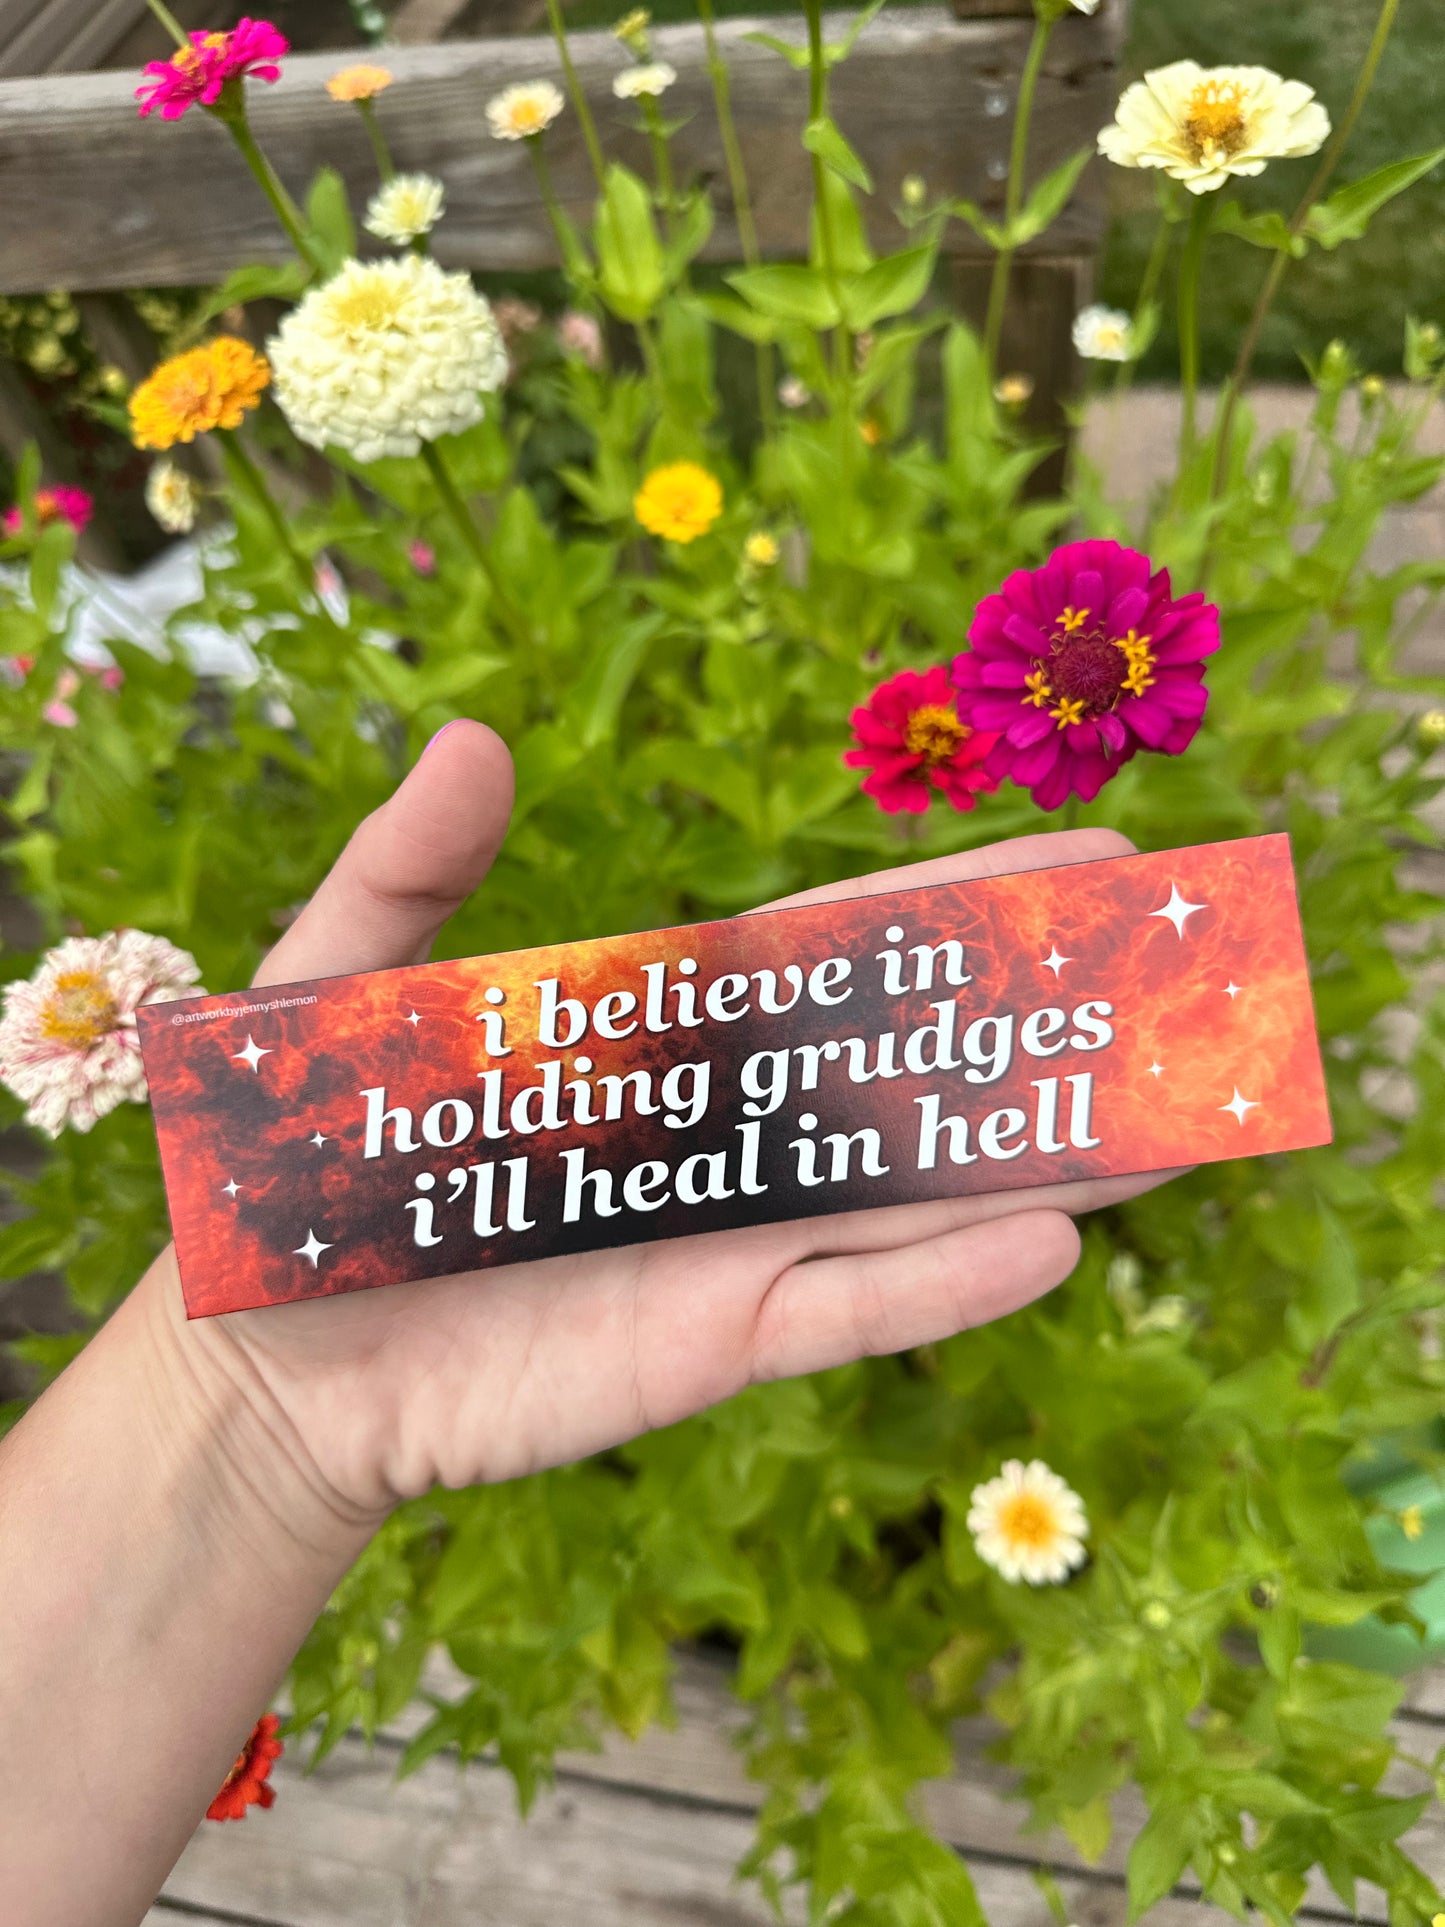 @artworkbyjennyshlemon
i believe in
holding grudges
i'll heal in hell